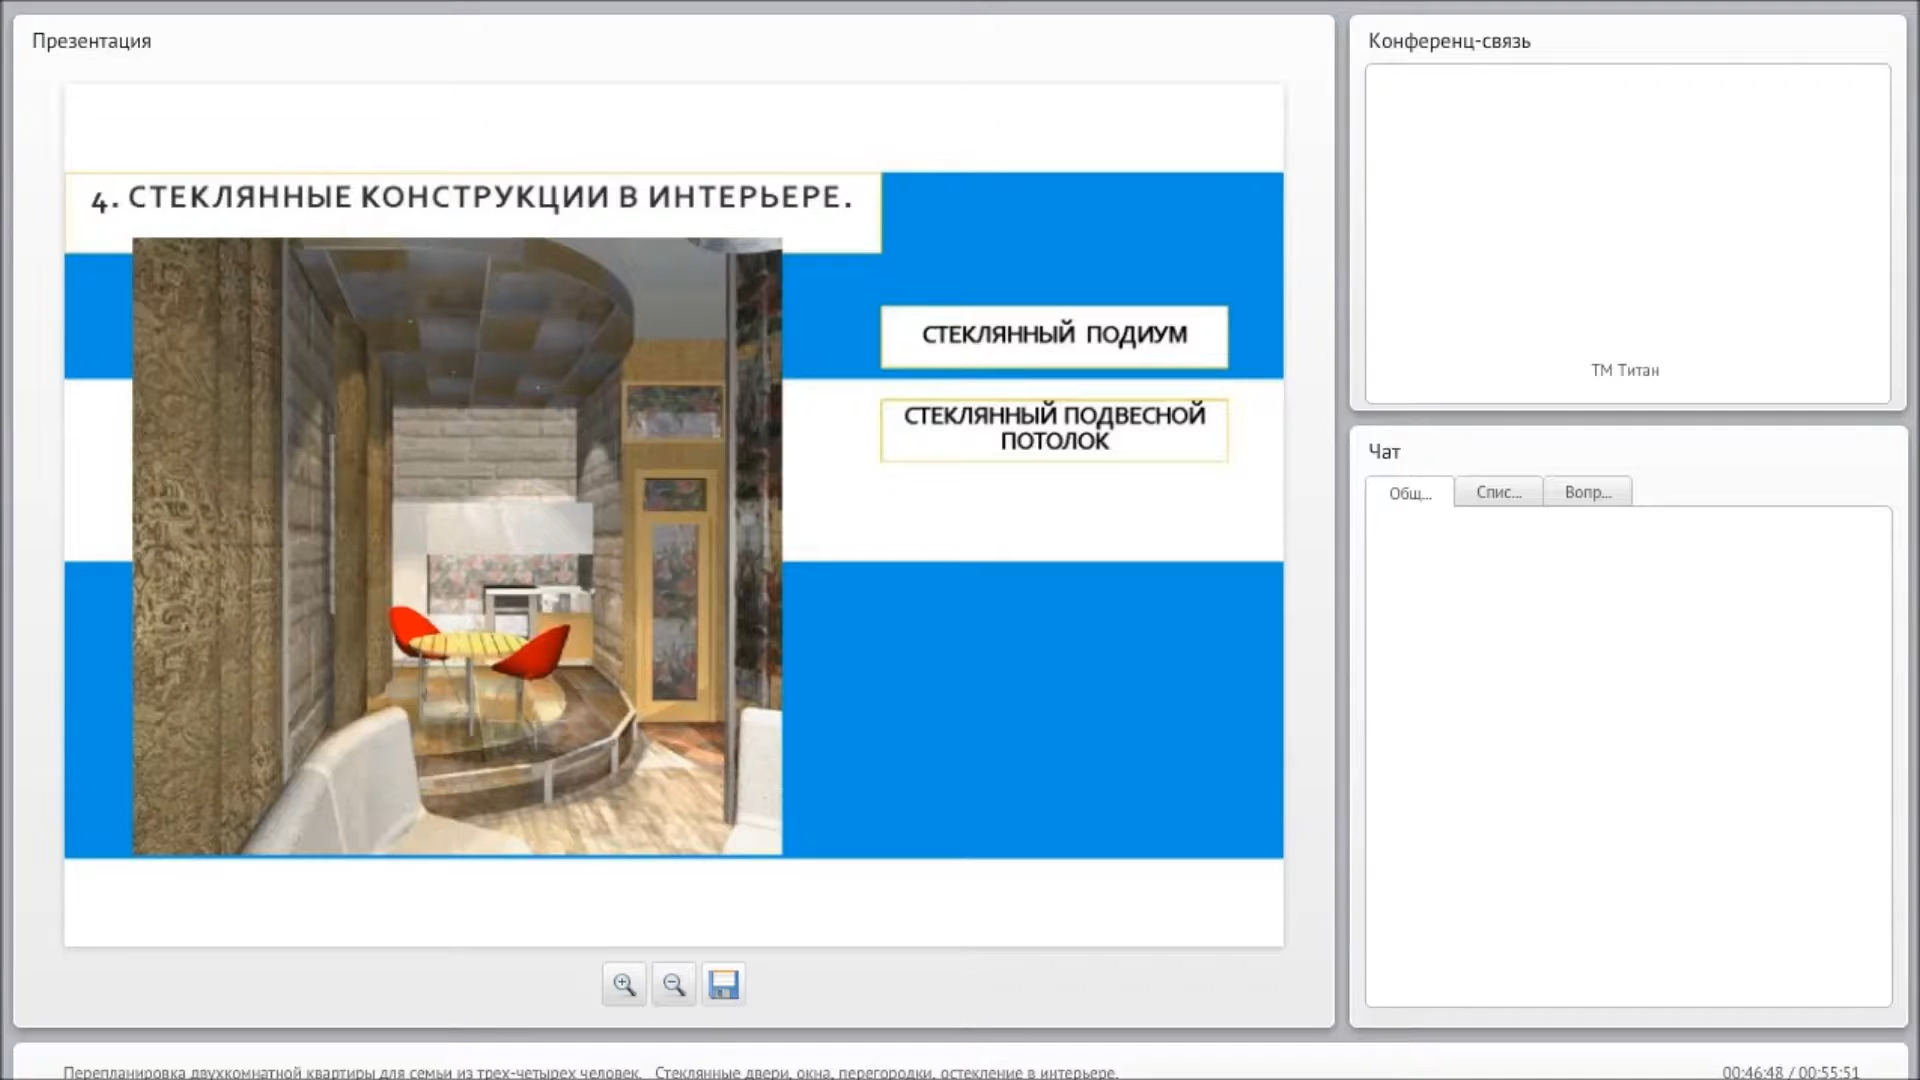 Презентация
Конференц-связь
4. СТЕКЛЯННЫЕ КОНСТРУКЦИИ В ИНТЕРЬЕРЕ.
СТЕКЛЯННЫЙ ПОДИУМ
СТЕКЛЯННЫЙ ПОДВЕСНОЙ
ПОТОЛОК
ТМ Титан
Чат
Общ...
Спис...
Вопр...
Перепланировка двухкомнатной квартиры для семьи из трех-четырех человек. Стеклянные двери, окна, перегородки, остекление в интерьере.
00:46:48 / 00:55:51